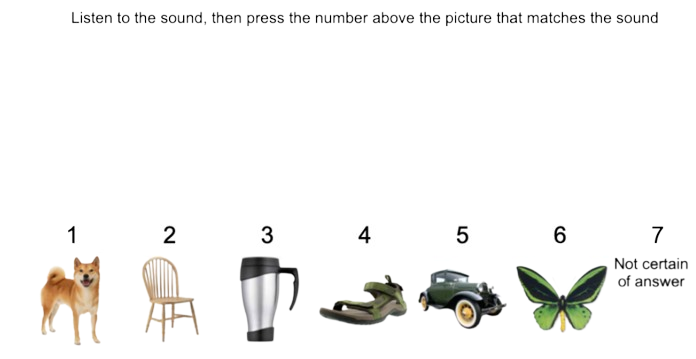 Listen to the sound, then press the number above the picture that matches the sound
1 2 3 4 5 6 7
Not certain
of answer